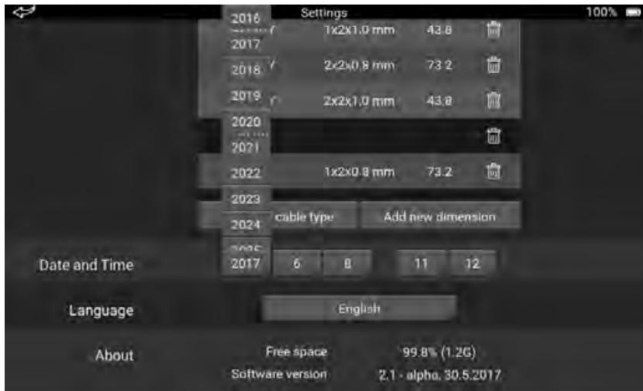 Settings 100%
2016
1x2x1.0 mm 43.8
2017
2018 2x2x0.8 mm 73.2
2019 2x2x1.0 mm 43.8
2020
2021
2022 1x2x0.8 mm 73.2
2023
2024 cable type Add new dimension
Date and Time 2017 6 8 11 12
Language English
About Free space 99.8% (1.2G)
Software version 2.1 - alpha, 30.5.2017